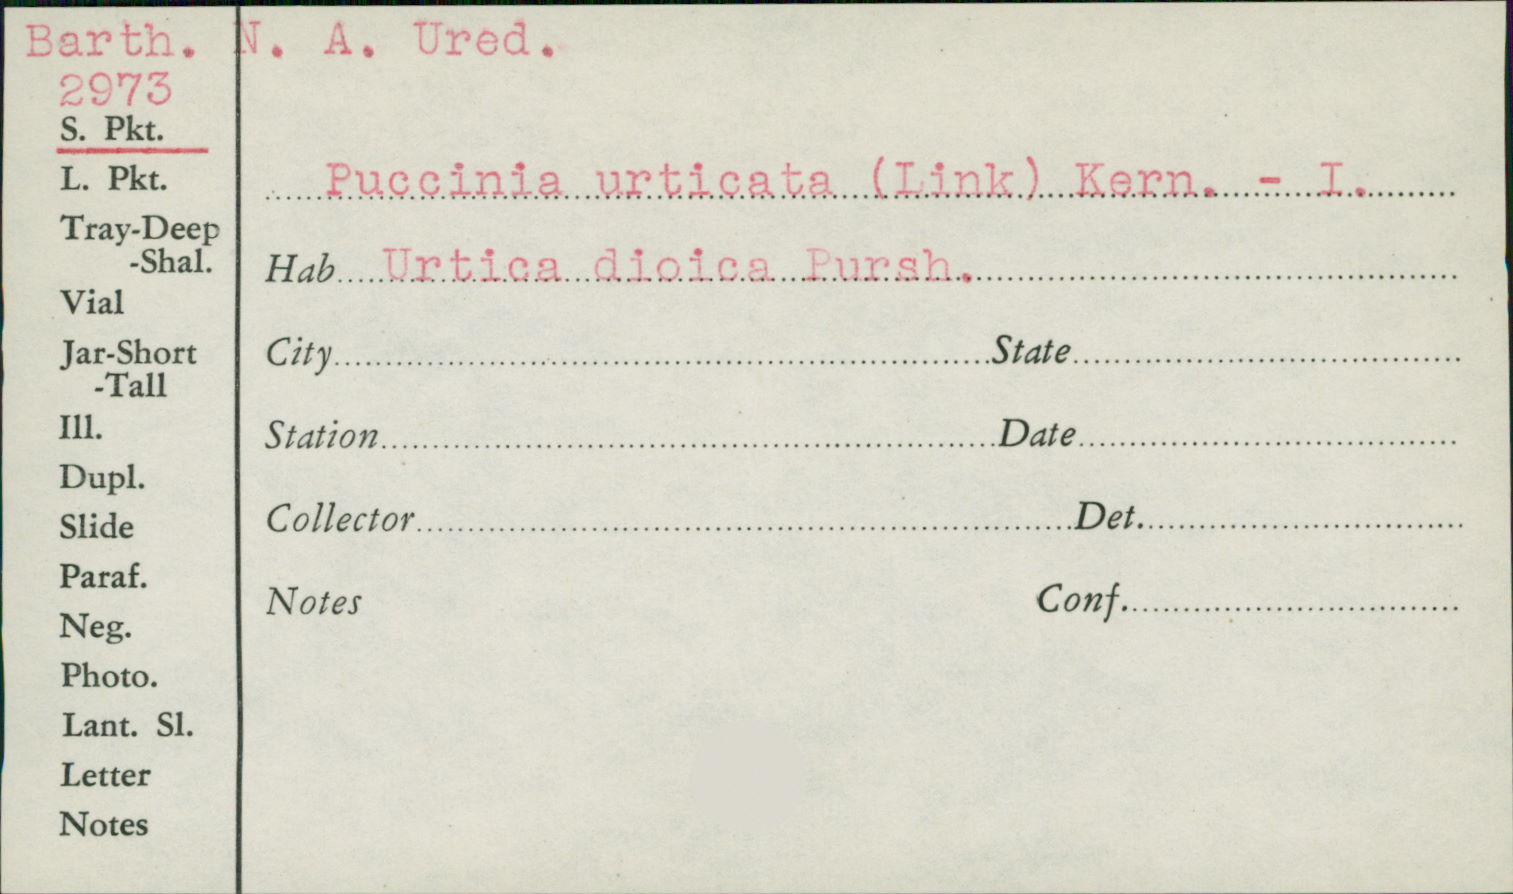 Barth. N. A. Ured.
2973
S. Pkt.
L. Pkt.
Tray-Deep
-Shal.
Vial
Jar-Short
-Tall
Ill.
Dupl.
Slide
Paraf.
Neg.
Photo.
Lant. Sl.
Letter
Notes
Puccinia urticata (Link) Kern. - I.
Hab Urtica dioica Pursh.
City State
Station Date
Collector Det.
Notes Conf.